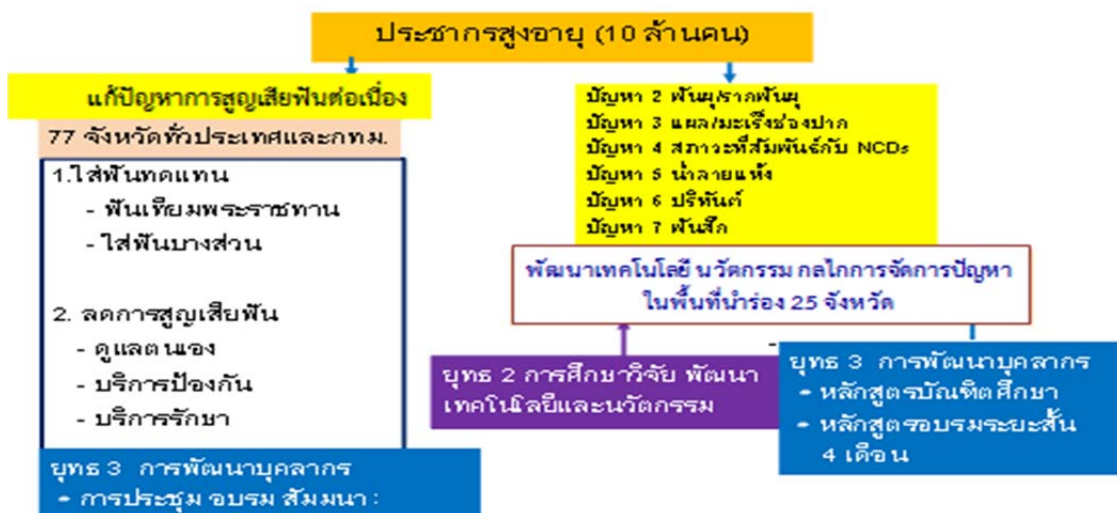 ประชากรสูงอายุ (10 ล้านคน)
แก้ปัญหาการสูญเสียฟันต่อเนื่อง
77 จังหวัดทั่วประเทศและกทม.
1.ใส่ฟันทดแทน
- ฟันเทียมพระราชทาน
- ใส่ฟันบางส่วน
2. ลดการสูญเสียฟัน
- ดูแลตนเอง
- บริการป้องกัน
- บริการรักษา
ยุทธ 3 การพัฒนาบุคลากร
- การประชุม อบรม สัมมนา :
ปัญหา 2 ฟันผุ/รากฟันผุ
ปัญหา 3 แผล/มะเร็งช่องปาก
ปัญหา 4 สภาวะที่สัมพันธ์กับ NCDs
ปัญหา 5 น้ำลายแห้ง
ปัญหา 6 ปริทันต์
ปัญหา 7 ฟันสึก
พัฒนาเทคโนโลยี นวัตกรรม กลไกการจัดการปัญหา
ในพื้นที่นำร่อง 25 จังหวัด
ยุทธ 2 การศึกษาวิจัย พัฒนา
เทคโนโลยีและนวัตกรรม
-
ยุทธ 3 การพัฒนาบุคลากร
- หลักสูตรบัณฑิตศึกษา
- หลักสูตรอบรมระยะสั้น
4 เดือน